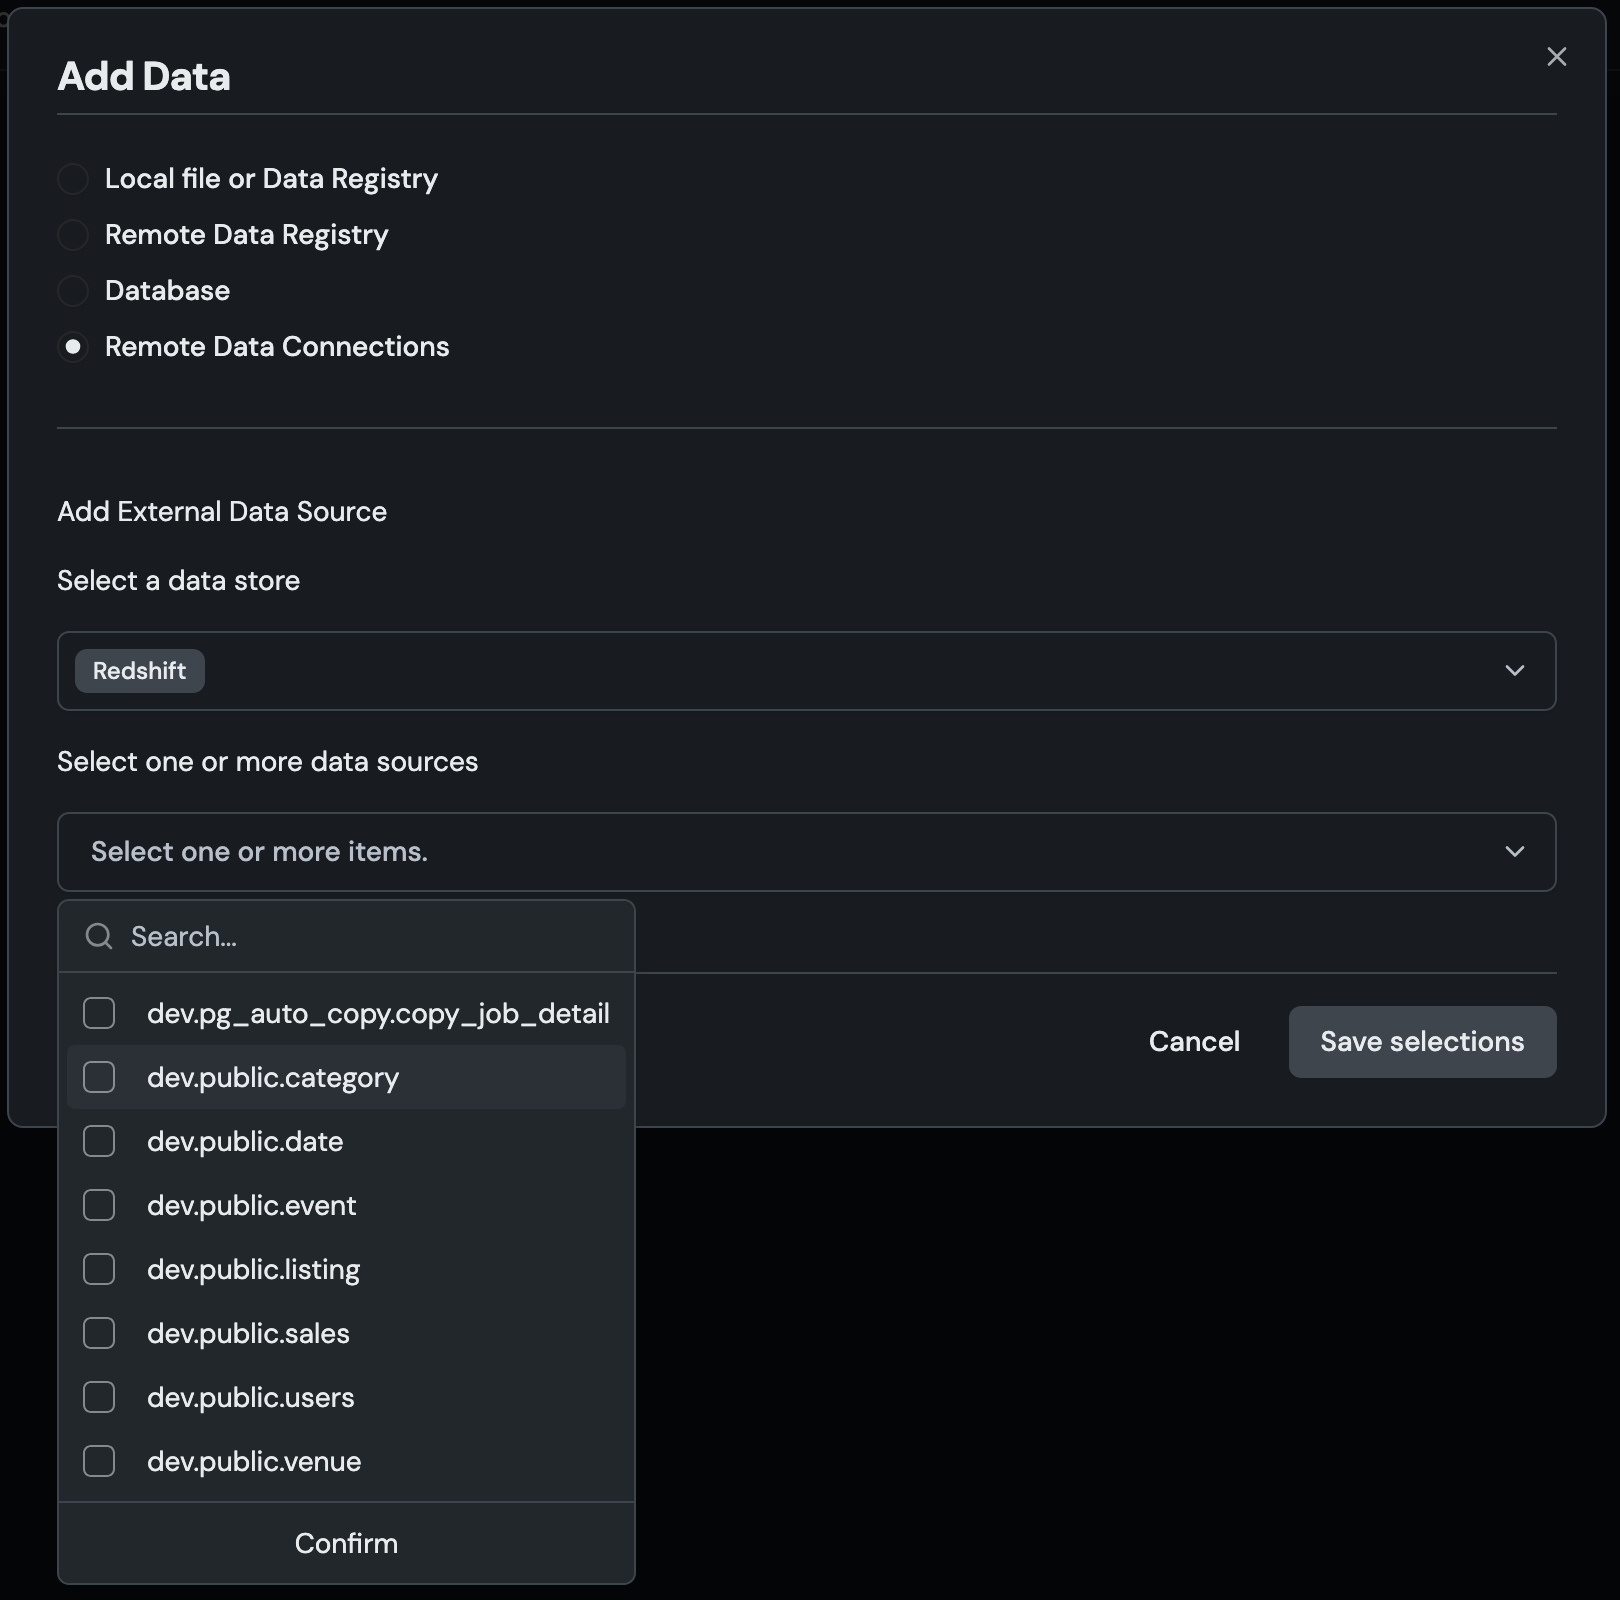 Add Data
Local file or Data Registry
Remote Data Registry
Database
Remote Data Connections
Add External Data Source
Select a data store
Redshift
Select one or more data sources
Select one or more items.
Search...
dev.pg_auto_copy.copy_job_detail
dev.public.category
dev.public.date
dev.public.event
dev.public.listing
dev.public.sales
dev.public.users
dev.public.venue
Confirm
Cancel
Save selections